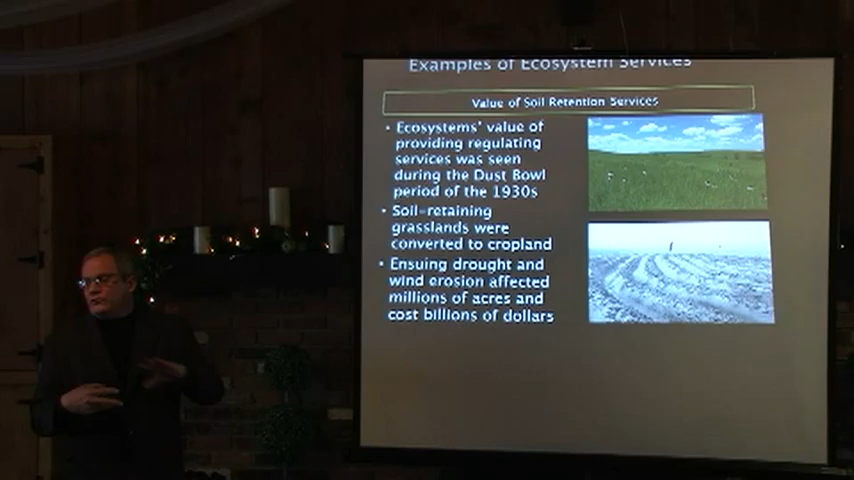 Examples of Ecosystem Services
Value of Soil Retention Services
• Ecosystems' value of
providing regulating
services was seen
during the Dust Bowl
period of the 1930s
• Soil-retaining
grasslands were
converted to cropland
• Ensuing drought and
wind erosion affected
millions of acres and
cost billions of dollars